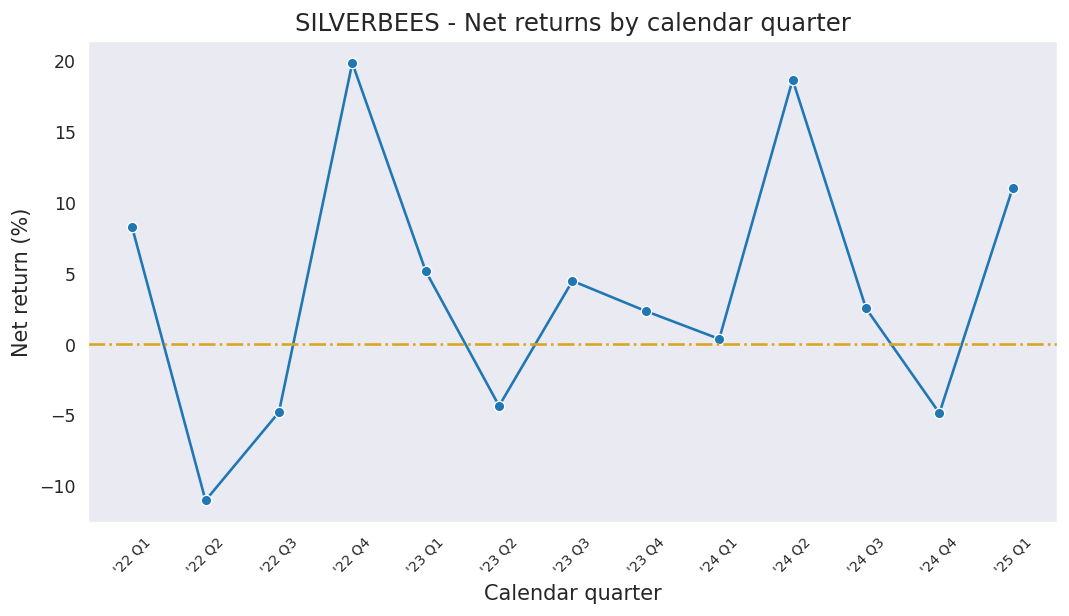 SILVERBEES - Net returns by calendar quarter
Net return (%)
20
15
10
5
0
−5
−10
'22 Q1
'22 Q2
'22 Q3
'22 Q4
'23 Q1
'23 Q2
'23 Q3
'23 Q4
'24 Q1
'24 Q2
'24 Q3
'24 Q4
'25 Q1
Calendar quarter